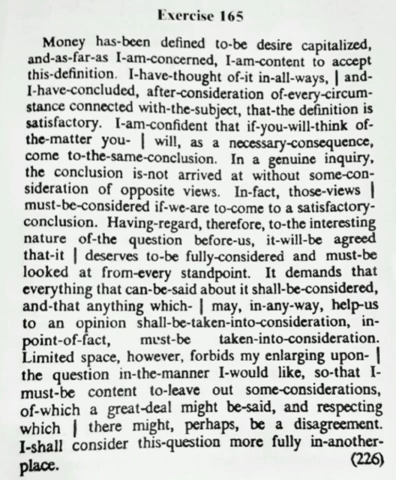 Exercise 165
Money has-been defined to-be desire capitalized,
and-as-far-as I-am-concerned, I-am-content to accept
this-definition. I-have-thought of-it in-all-ways, | and-
I-have-concluded, after-consideration of-every-circum-
stance connected with-the-subject, that-the definition is
satisfactory. I-am-confident that if-you-will-think of-
the-matter you- | will, as a necessary-consequence,
come to-the-same-conclusion. In a genuine inquiry,
the conclusion is-not arrived at without some-con-
sideration of opposite views. In-fact, those-views |
must-be-considered if-we-are to-come to a satisfactory-
conclusion. Having-regard, therefore, to-the interesting
nature of-the question before-us, it-will-be agreed
that-it | deserves to-be fully-considered and must-be
looked at from-every standpoint. It demands that
everything that can-be-said about it shall-be-considered,
and-that anything which- | may, in-any-way, help-us
to an opinion shall-be-taken-into-consideration, in-
point-of-fact, must-be taken-into-consideration.
Limited space, however, forbids my enlarging upon- |
the question in-the-manner I-would like, so-that I-
must-be content to-leave out some-considerations,
of-which a great-deal might be-said, and respecting
which | there might, perhaps, be a disagreement.
I-shall consider this-question more fully in-another-
place. (226)